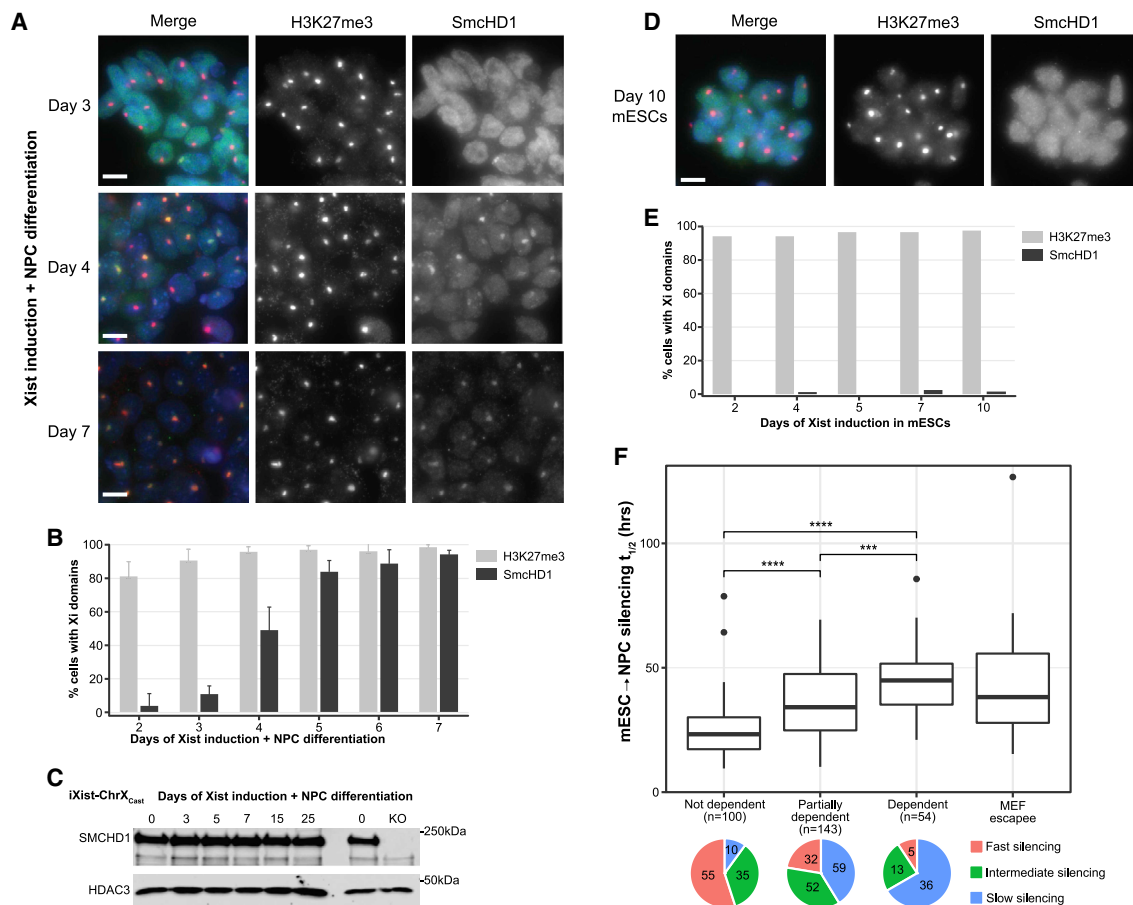 A
Merge
H3K27me3
SmcHD1
Xist induction + NPC differentiation
Day 3
Day 4
Day 7
B
% cells with Xi domains
100
80
60
40
20
0
2 3 4 5 6 7
Days of Xist induction + NPC differentiation
H3K27me3
SmcHD1
C
iXist-ChrX Cast
Days of Xist induction + NPC differentiation
0 3 5 7 15 25 0 KO
SMCHD1
-250kDa
HDAC3
-50kDa
D
Merge
H3K27me3
SmcHD1
Day 10
mESCs
E
% cells with Xi domains
100
80
60
40
20
0
2 4 5 7 10
Days of Xist induction in mESCs
H3K27me3
SmcHD1
F
mESC→NPC silencing t1/2 (hrs)
100
50
0
****
****
***
Not dependent
(n=100)
Partially
dependent
(n=143)
Dependent
(n=54)
MEF
escapee
10
35
55
32
59
52
5
13
36
Fast silencing
Intermediate silencing
Slow silencing